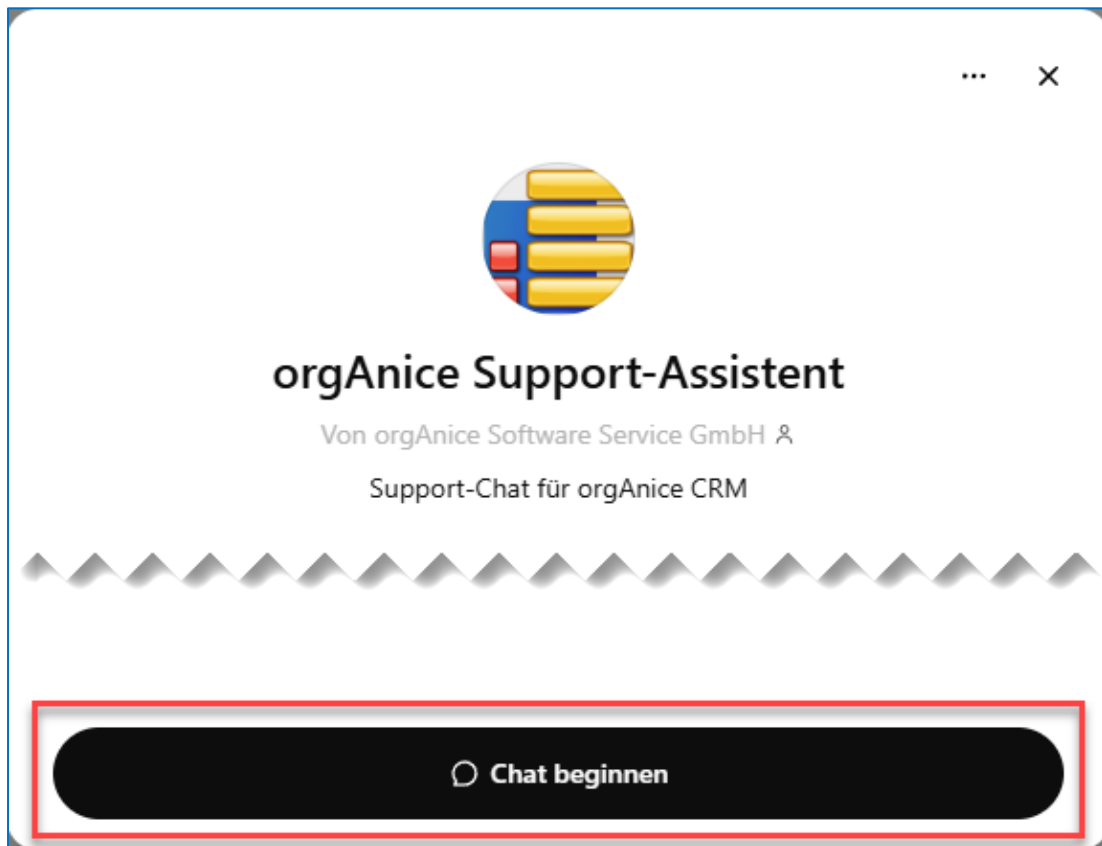 orgAnice Support-Assistent
Von orgAnice Software Service GmbH
Support-Chat für orgAnice CRM
Chat beginnen